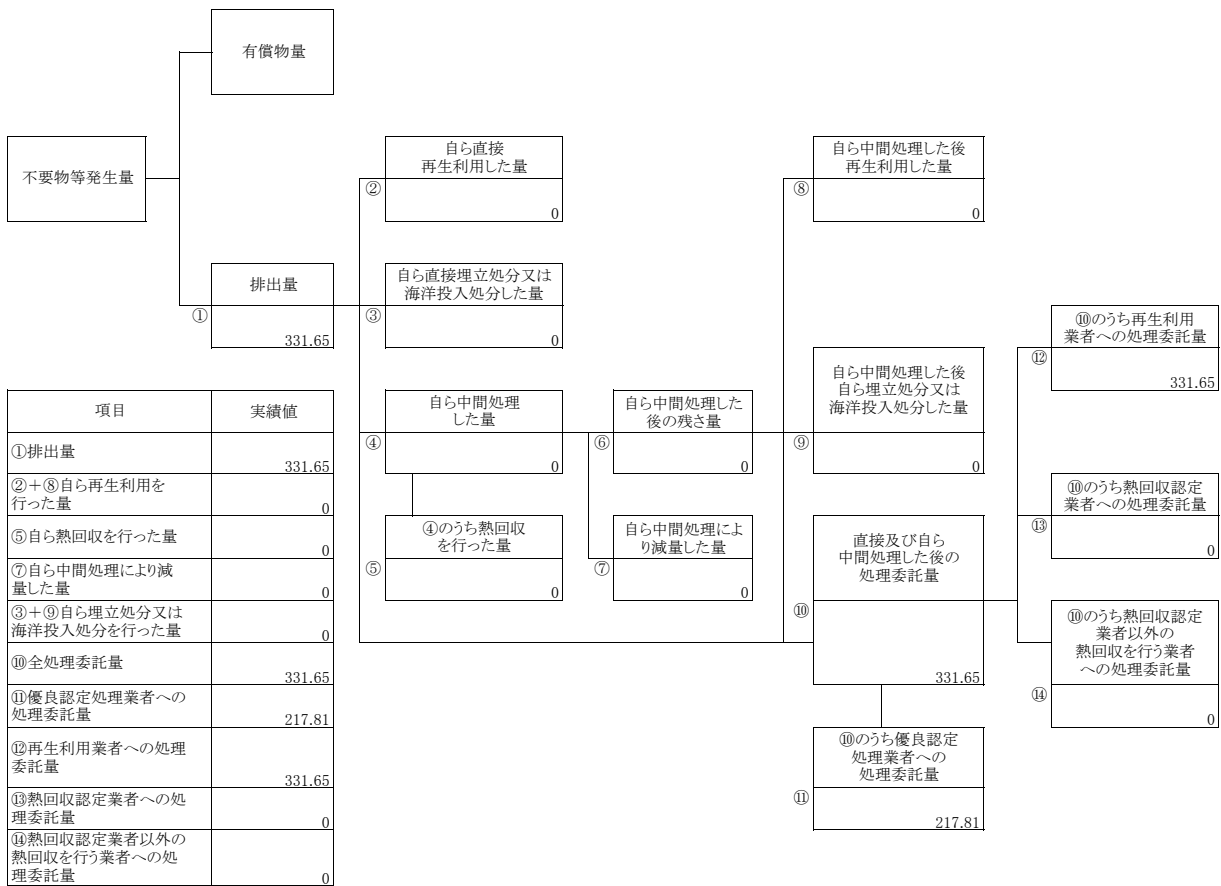 有償物量
不要物等発生量
自ら直接
再生利用した量
②
0
自ら中間処理した後
再生利用した量
⑧
0
排出量
①
331.65
自ら直接埋立処分又は
海洋投入処分した量
③
0
⑩のうち再生利用
業者への処理委託量
⑫
331.65
自ら中間処理
した量
④
0
自ら中間処理した
後の残さ量
⑥
0
自ら中間処理した後
自ら埋立処分又は
海洋投入処分した量
⑨
0
⑩のうち熱回収認定
業者への処理委託量
⑬
0
④のうち熱回収
を行った量
⑤
0
自ら中間処理によ
り減量した量
⑦
0
直接及び自ら
中間処理した後の
処理委託量
⑩
331.65
⑩のうち熱回収認定
業者以外の
熱回収を行う業者
への処理委託量
⑭
0
⑩のうち優良認定
処理業者への
処理委託量
⑪
217.81
項目 実績値
①排出量
331.65
②+⑧自ら再生利用を
行った量
0
⑤自ら熱回収を行った量
0
⑦自ら中間処理により減
量した量
0
③+⑨自ら埋立処分又は
海洋投入処分を行った量
0
⑩全処理委託量
331.65
⑪優良認定処理業者への
処理委託量
217.81
⑫再生利用業者への処理
委託量
331.65
⑬熱回収認定業者への処
理委託量
0
⑭熱回収認定業者以外の
熱回収を行う業者への処
理委託量
0